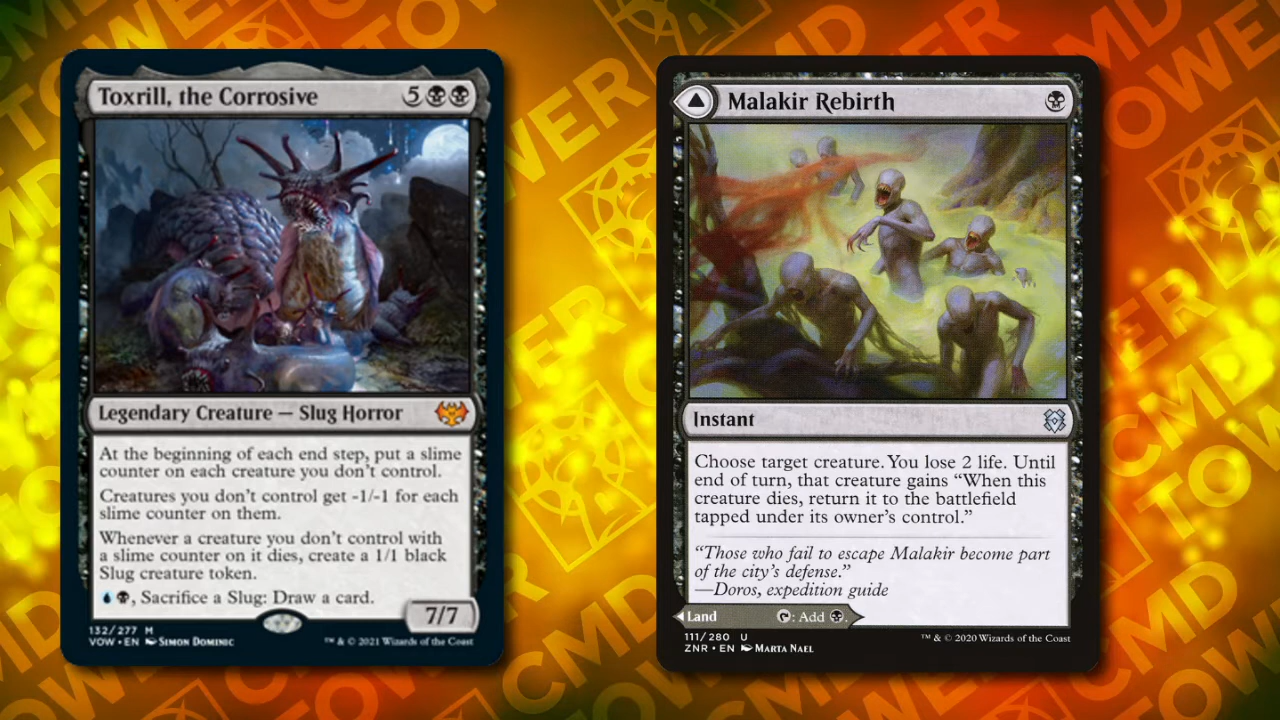 Toxrill, the Corrosive 5
Legendary Creature — Slug Horror
At the beginning of each end step, put a slime
counter on each creature you don't control.
Creatures you don't control get -1/-1 for each
slime counter on them.
Whenever a creature you don't control with
a slime counter on it dies, create a 1/1 black
Slug creature token.
, Sacrifice a Slug: Draw a card.
7/7
132/277 M
VOW • EN Simon Dominic
™ & © 2021 Wizards of the Coast
Malakir Rebirth
Instant
Choose target creature. You lose 2 life. Until
end of turn, that creature gains “When this
creature dies, return it to the battlefield
tapped under its owner's control.”
“Those who fail to escape Malakir become part
of the city's defense.”
—Doros, expedition guide
Land : Add .
111/280 U
ZNR • EN Marta Nael
™ & © 2020 Wizards of the Coast
CMD
TOWER